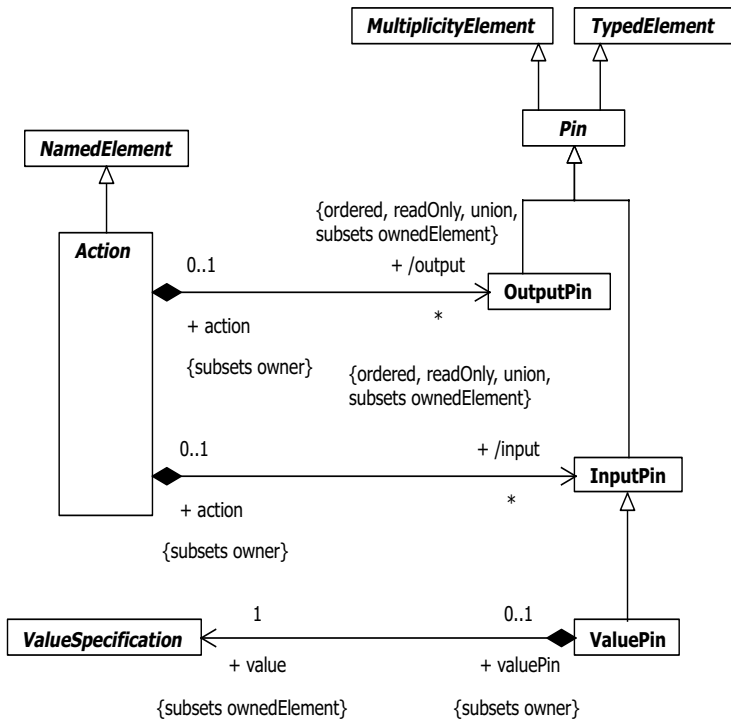 MultiplicityElement
TypedElement
Pin
NamedElement
{ordered, readOnly, union,
subsets ownedElement}
Action
0..1
+ /output
OutputPin
+ action
*
{subsets owner}
{ordered, readOnly, union,
subsets ownedElement}
0..1
+ /input
InputPin
+ action
*
{subsets owner}
1
0..1
ValueSpecification
ValuePin
+ value
+ valuePin
{subsets ownedElement}
{subsets owner}